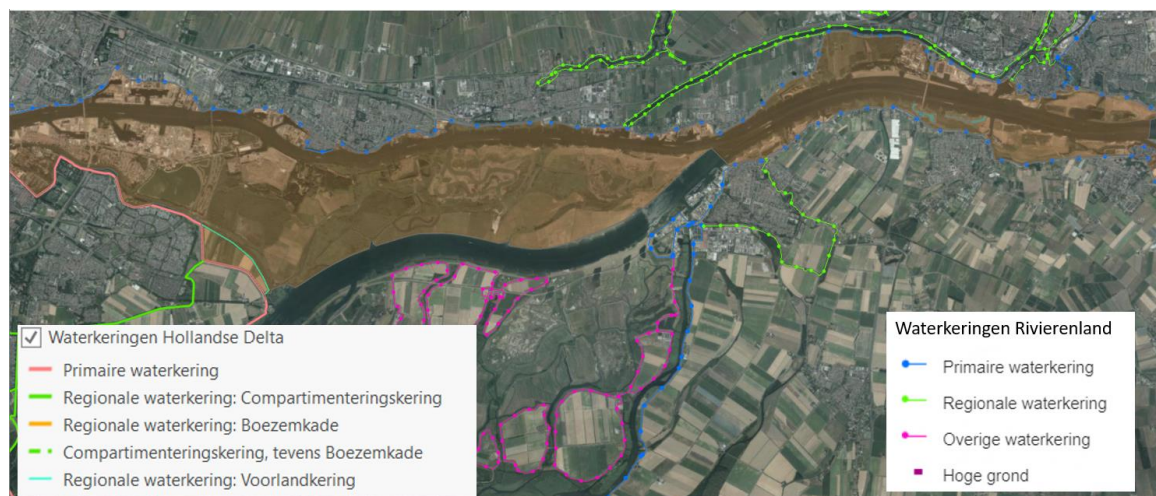 Waterkeringen Hollandse Delta
Primaire waterkering
Regionale waterkering: Compartimenteringskering
Regionale waterkering: Boezemkade
Compartimenteringskering, tevens Boezemkade
Regionale waterkering: Voorlandkering
Waterkeringen Rivierenland
Primaire waterkering
Regionale waterkering
Overige waterkering
Hoge grond